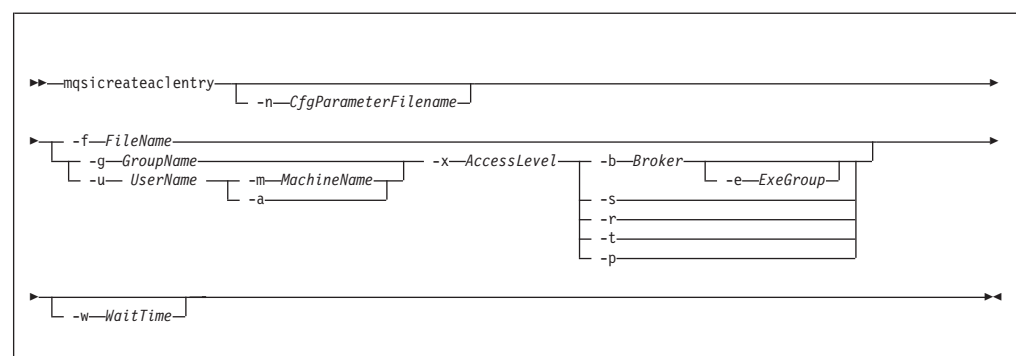 mqsicreateaclentry
-n CfgParameterFilename
-f FileName
-g GroupName -x AccessLevel -b Broker
-u UserName -m MachineName -e ExeGroup
-a -s
-r
-t
-p
-w WaitTime